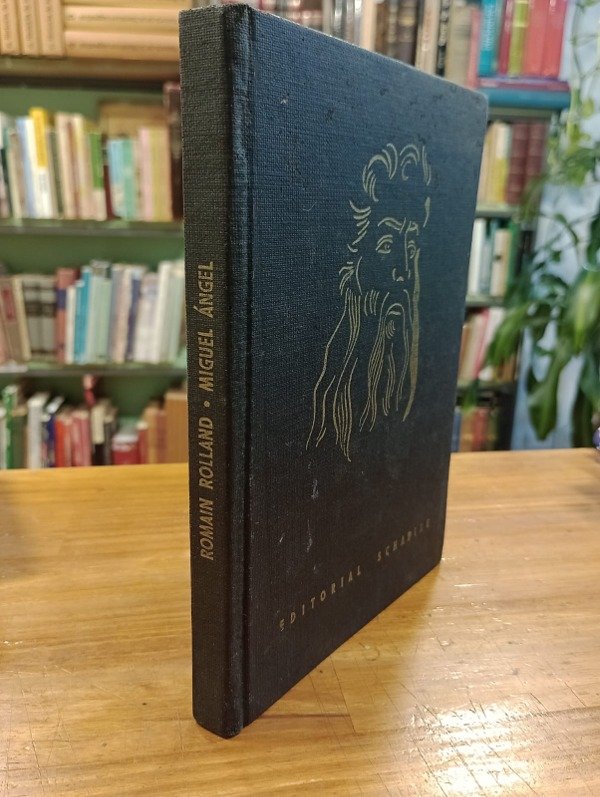 ROMAIN ROLLAND • MIGUEL ÁNGEL
EDITORIAL SCHAPIRE